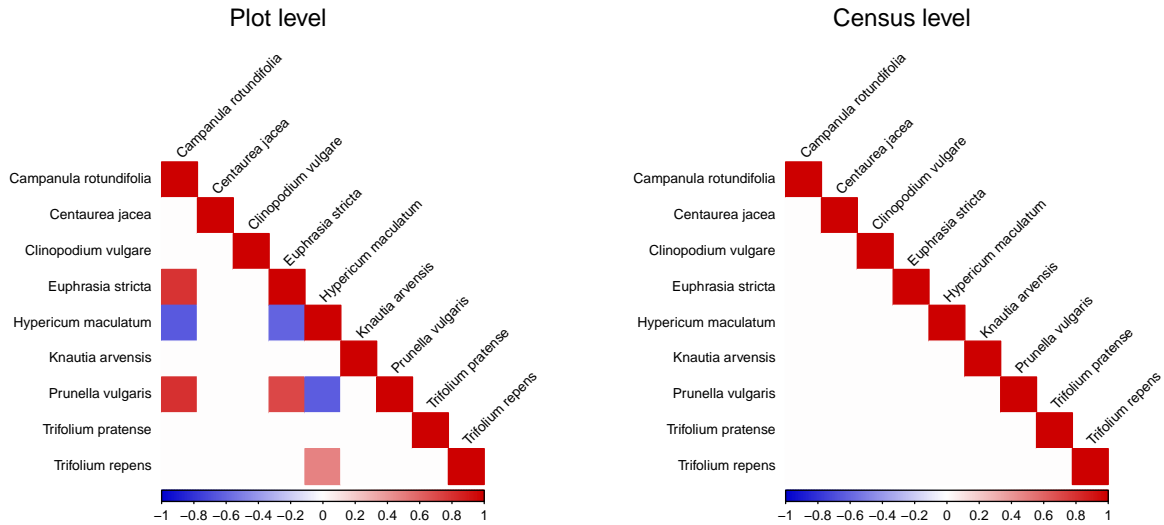 Plot level
Campanula rotundifolia
Centaurea jacea
Clinopodium vulgare
Euphrasia stricta
Hypericum maculatum
Knautia arvensis
Prunella vulgaris
Trifolium pratense
Trifolium repens
Campanula rotundifolia
Centaurea jacea
Clinopodium vulgare
Euphrasia stricta
Hypericum maculatum
Knautia arvensis
Prunella vulgaris
Trifolium pratense
Trifolium repens
−1 −0.8 −0.6 −0.4 −0.2 0 0.2 0.4 0.6 0.8 1
Census level
Campanula rotundifolia
Centaurea jacea
Clinopodium vulgare
Euphrasia stricta
Hypericum maculatum
Knautia arvensis
Prunella vulgaris
Trifolium pratense
Trifolium repens
Campanula rotundifolia
Centaurea jacea
Clinopodium vulgare
Euphrasia stricta
Hypericum maculatum
Knautia arvensis
Prunella vulgaris
Trifolium pratense
Trifolium repens
−1 −0.8 −0.6 −0.4 −0.2 0 0.2 0.4 0.6 0.8 1